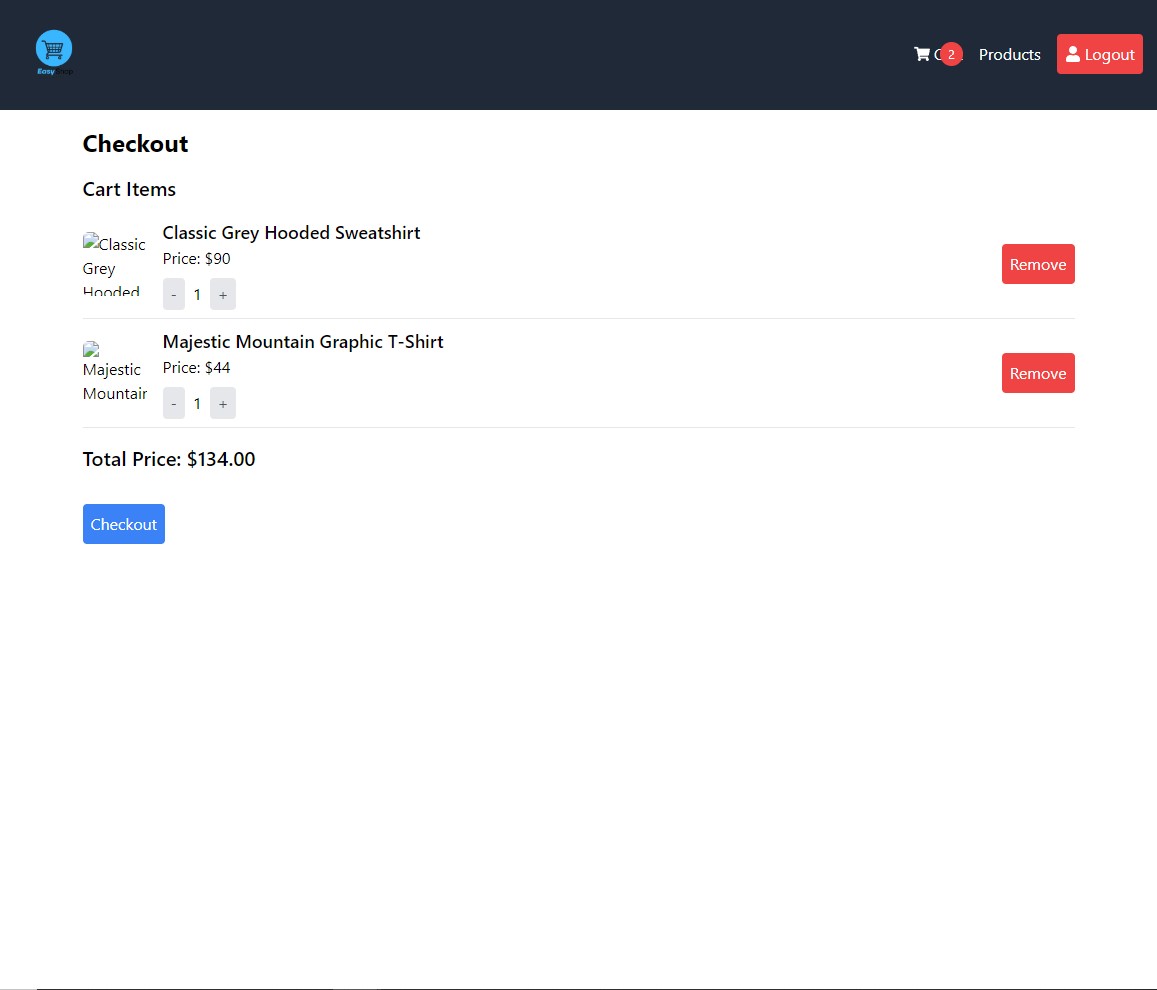 Easy Shop
2
Products
Logout
Checkout
Cart Items
Classic
Grey
Hooded
Classic Grey Hooded Sweatshirt
Price: $90
- 1 +
Remove
Majestic
Mountain
Majestic Mountain Graphic T-Shirt
Price: $44
- 1 +
Remove
Total Price: $134.00
Checkout